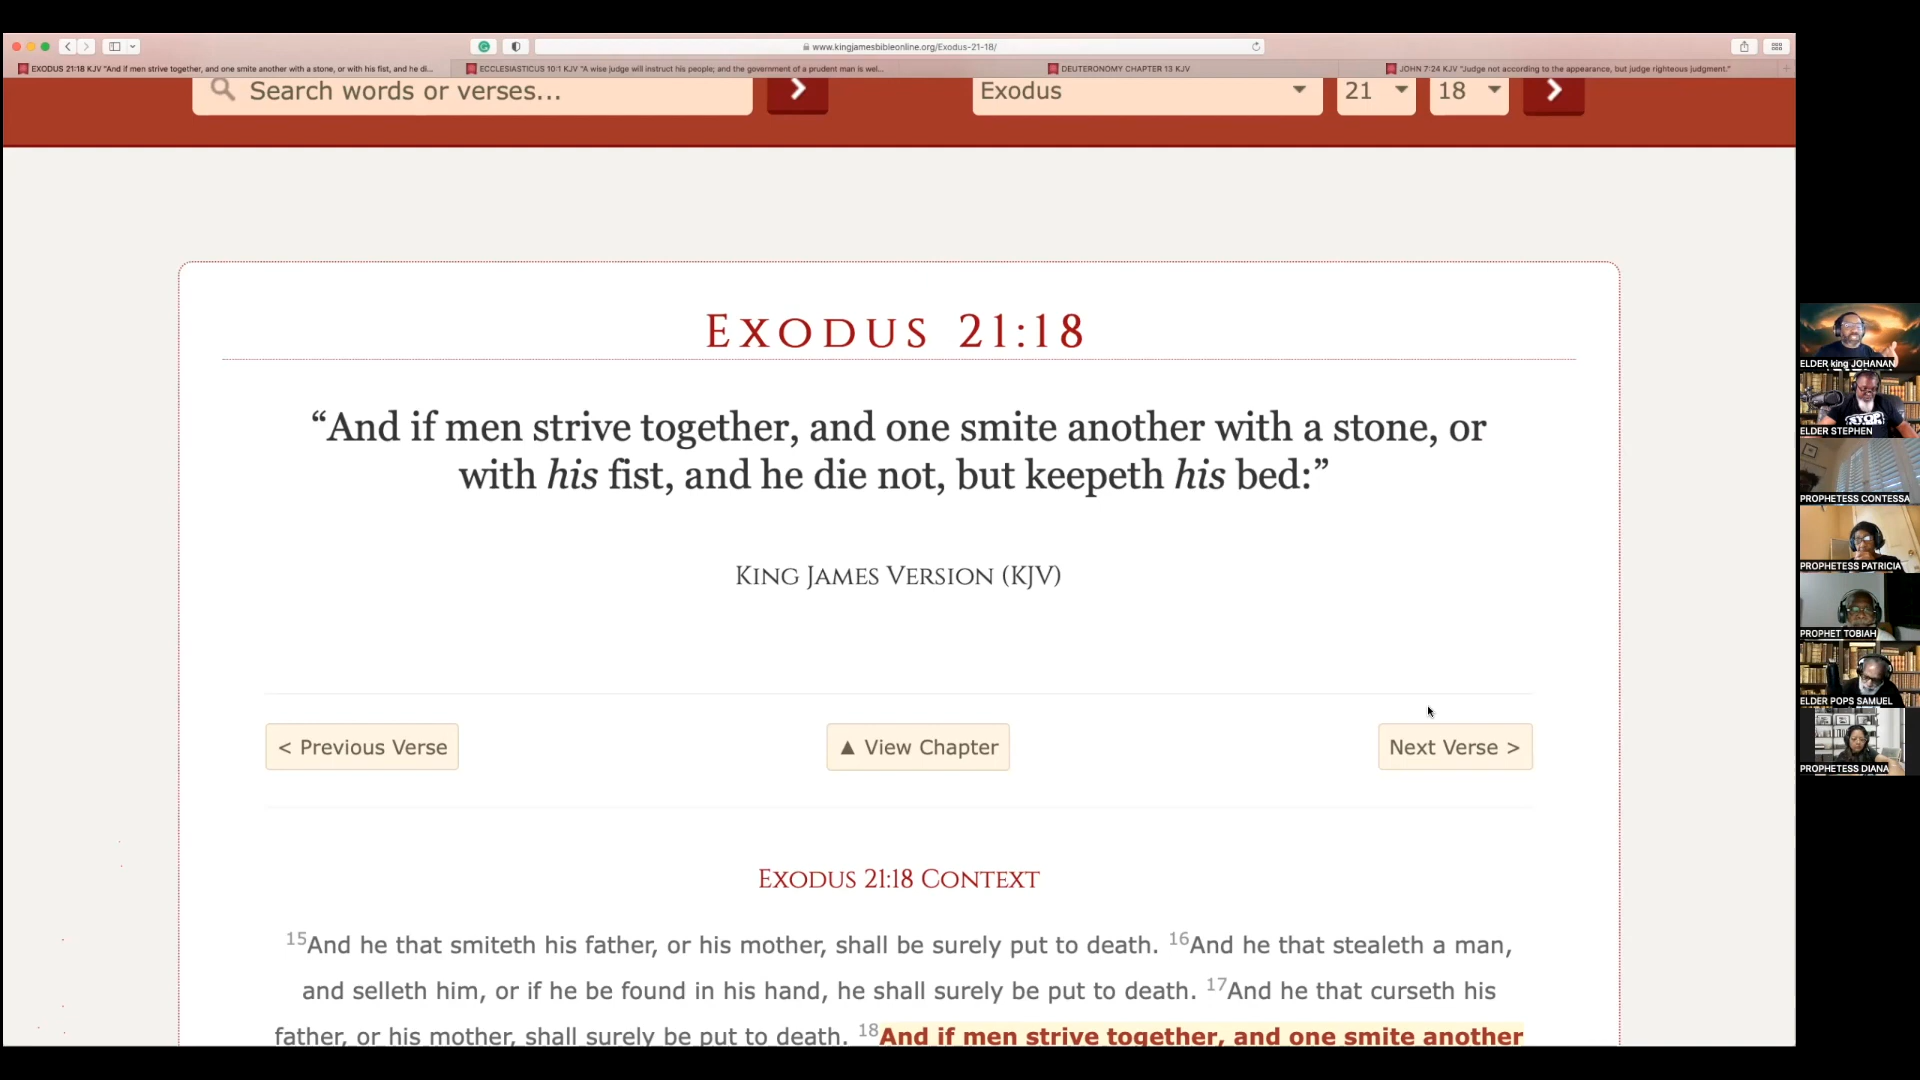 www.kingjamesbibleonline.org/Exodus-21-18/
EXODUS 21:18 KJV "And if men strive together, and one smite another with a stone, or with his fist, and he di...
ECCLESIASTICUS 10:1 KJV "A wise judge will instruct his people; and the government of a prudent man is wel...
DEUTERONOMY CHAPTER 13 KJV
JOHN 7:24 KJV "Judge not according to the appearance, but judge righteous judgment."
Search words or verses...
Exodus
21
18
EXODUS 21:18
“And if men strive together, and one smite another with a stone, or
with his fist, and he die not, but keepeth his bed:”
KING JAMES VERSION (KJV)
< Previous Verse
▲ View Chapter
Next Verse >
EXODUS 21:18 CONTEXT
15And he that smiteth his father, or his mother, shall be surely put to death. 16And he that stealeth a man,
and selleth him, or if he be found in his hand, he shall surely be put to death. 17And he that curseth his
father, or his mother, shall surely be put to death. 18And if men strive together, and one smite another
ELDER king JOHANAN
ELDER STEPHEN
STOP
PROPHETESS CONTESSA
PROPHETESS PATRICIA
PROPHET TOBIAH
ELDER POPS SAMUEL
PROPHETESS DIANA